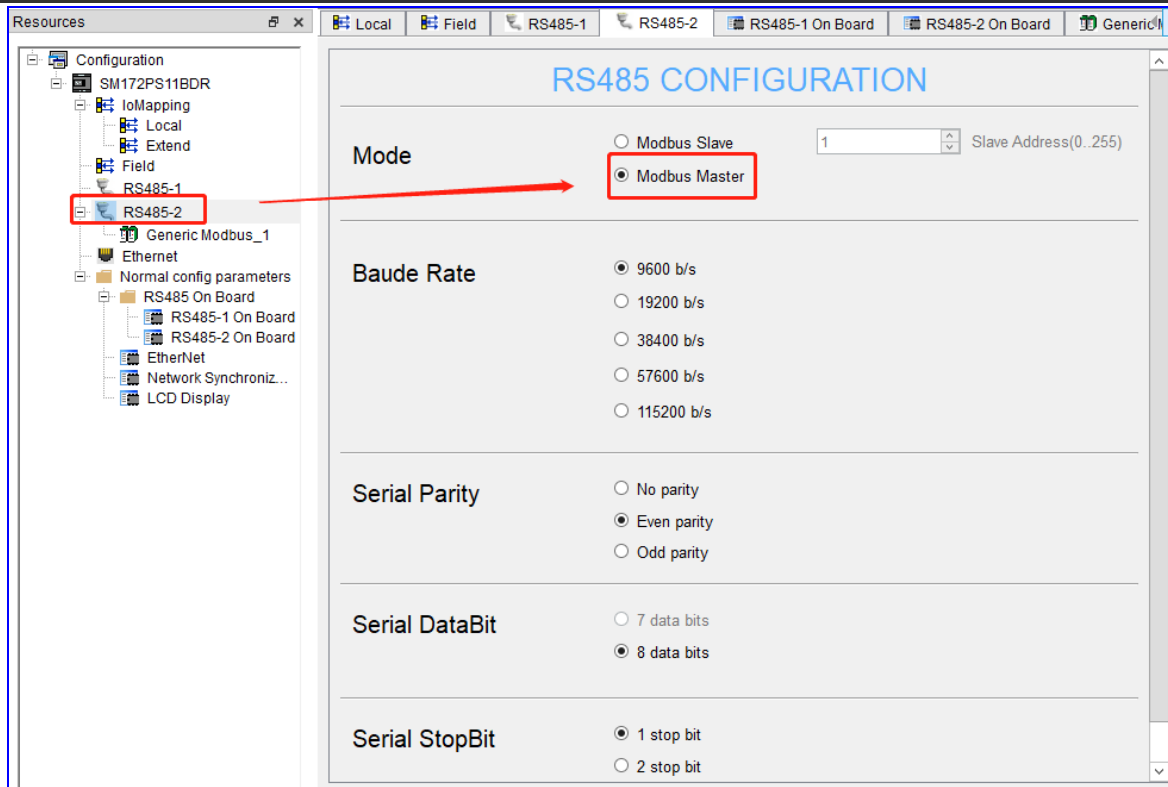 Resources
Local
Field
RS485-1
RS485-2
RS485-1 On Board
RS485-2 On Board
Configuration
SM172PS11BDR
IoMapping
Local
Extend
Field
RS485-1
RS485-2
Generic Modbus_1
Ethernet
Normal config parameters
RS485 On Board
RS485-1 On Board
RS485-2 On Board
EtherNet
Network Synchroniz...
LCD Display
RS485 CONFIGURATION
Mode
Modbus Slave
1
Slave Address(0..255)
Modbus Master
Baude Rate
9600 b/s
19200 b/s
38400 b/s
57600 b/s
115200 b/s
Serial Parity
No parity
Even parity
Odd parity
Serial DataBit
7 data bits
8 data bits
Serial StopBit
1 stop bit
2 stop bit